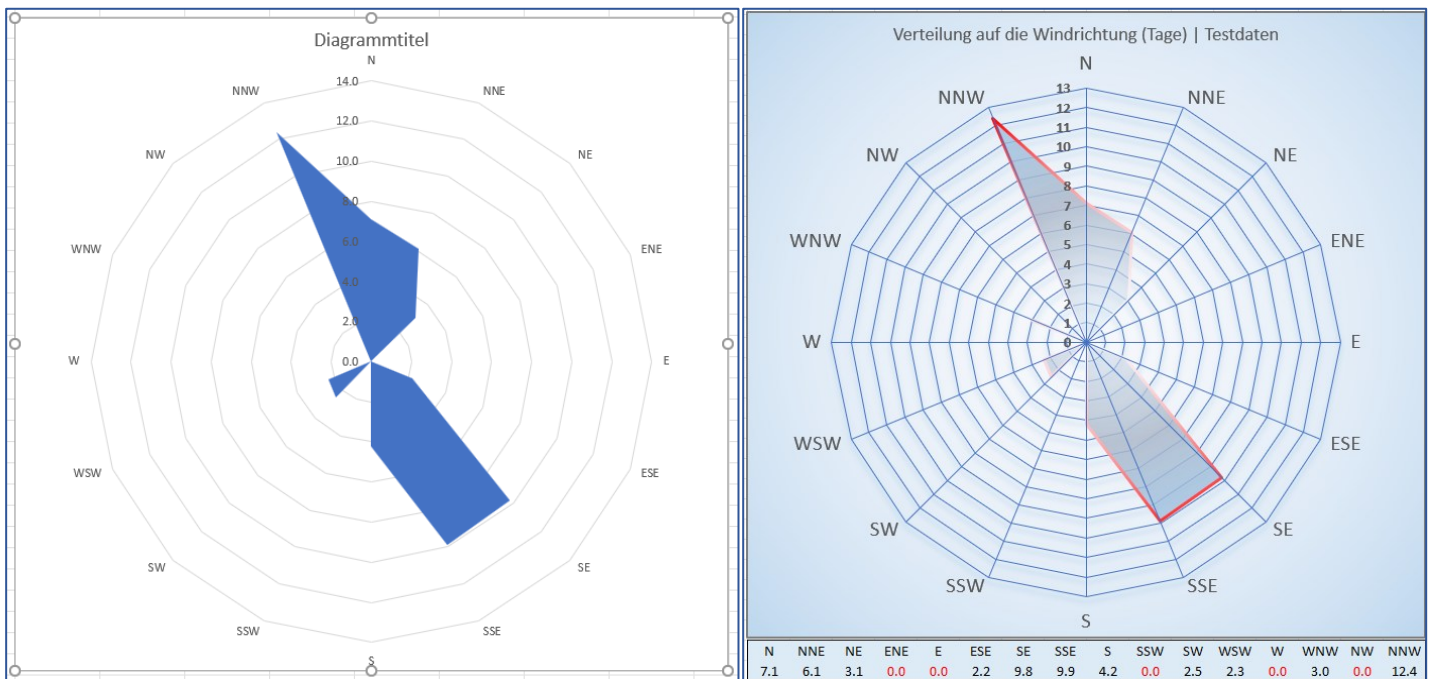 Diagrammtitel
N
NNE
NE
ENE
E
ESE
SE
SSE
S
SSW
SW
WSW
W
WNW
NW
NNW
14.0
12.0
10.0
8.0
6.0
4.0
2.0
0.0
Verteilung auf die Windrichtung (Tage) | Testdaten
N
NNE
NE
ENE
E
ESE
SE
SSE
S
SSW
SW
WSW
W
WNW
NW
NNW
13
12
11
10
9
8
7
6
5
4
3
2
1
0
N NNE NE ENE E ESE SE SSE S SSW SW WSW W WNW NW NNW
7.1 6.1 3.1 0.0 0.0 2.2 9.8 9.9 4.2 0.0 2.5 2.3 0.0 3.0 0.0 12.4